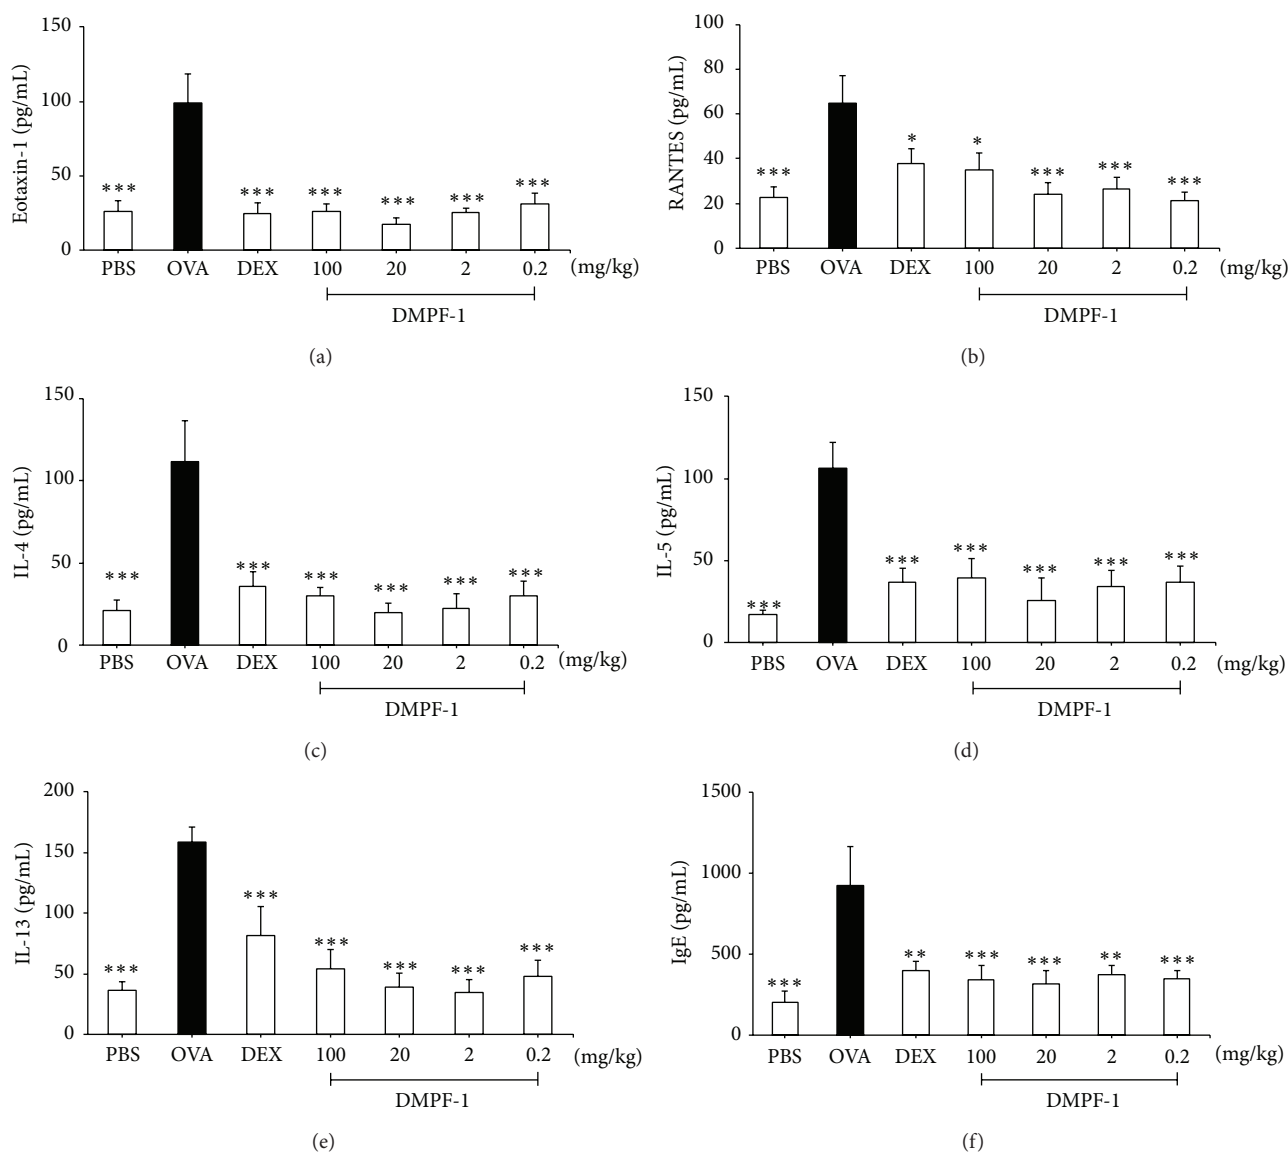 150
100
50
0
Eotaxin-1 (pg/mL)
***
***
***
***
***
***
PBS OVA DEX 100 20 2 0.2 (mg/kg)
DMPF-1
(a)
100
80
60
40
20
0
RANTES (pg/mL)
***
*
*
***
***
***
PBS OVA DEX 100 20 2 0.2 (mg/kg)
DMPF-1
(b)
150
100
50
0
IL-4 (pg/mL)
***
***
***
***
***
***
PBS OVA DEX 100 20 2 0.2 (mg/kg)
DMPF-1
(c)
150
100
50
0
IL-5 (pg/mL)
***
***
***
***
***
***
PBS OVA DEX 100 20 2 0.2 (mg/kg)
DMPF-1
(d)
200
150
100
50
0
IL-13 (pg/mL)
***
***
***
***
***
***
PBS OVA DEX 100 20 2 0.2 (mg/kg)
DMPF-1
(e)
1500
1000
500
0
IgE (pg/mL)
***
**
***
***
**
***
PBS OVA DEX 100 20 2 0.2 (mg/kg)
DMPF-1
(f)